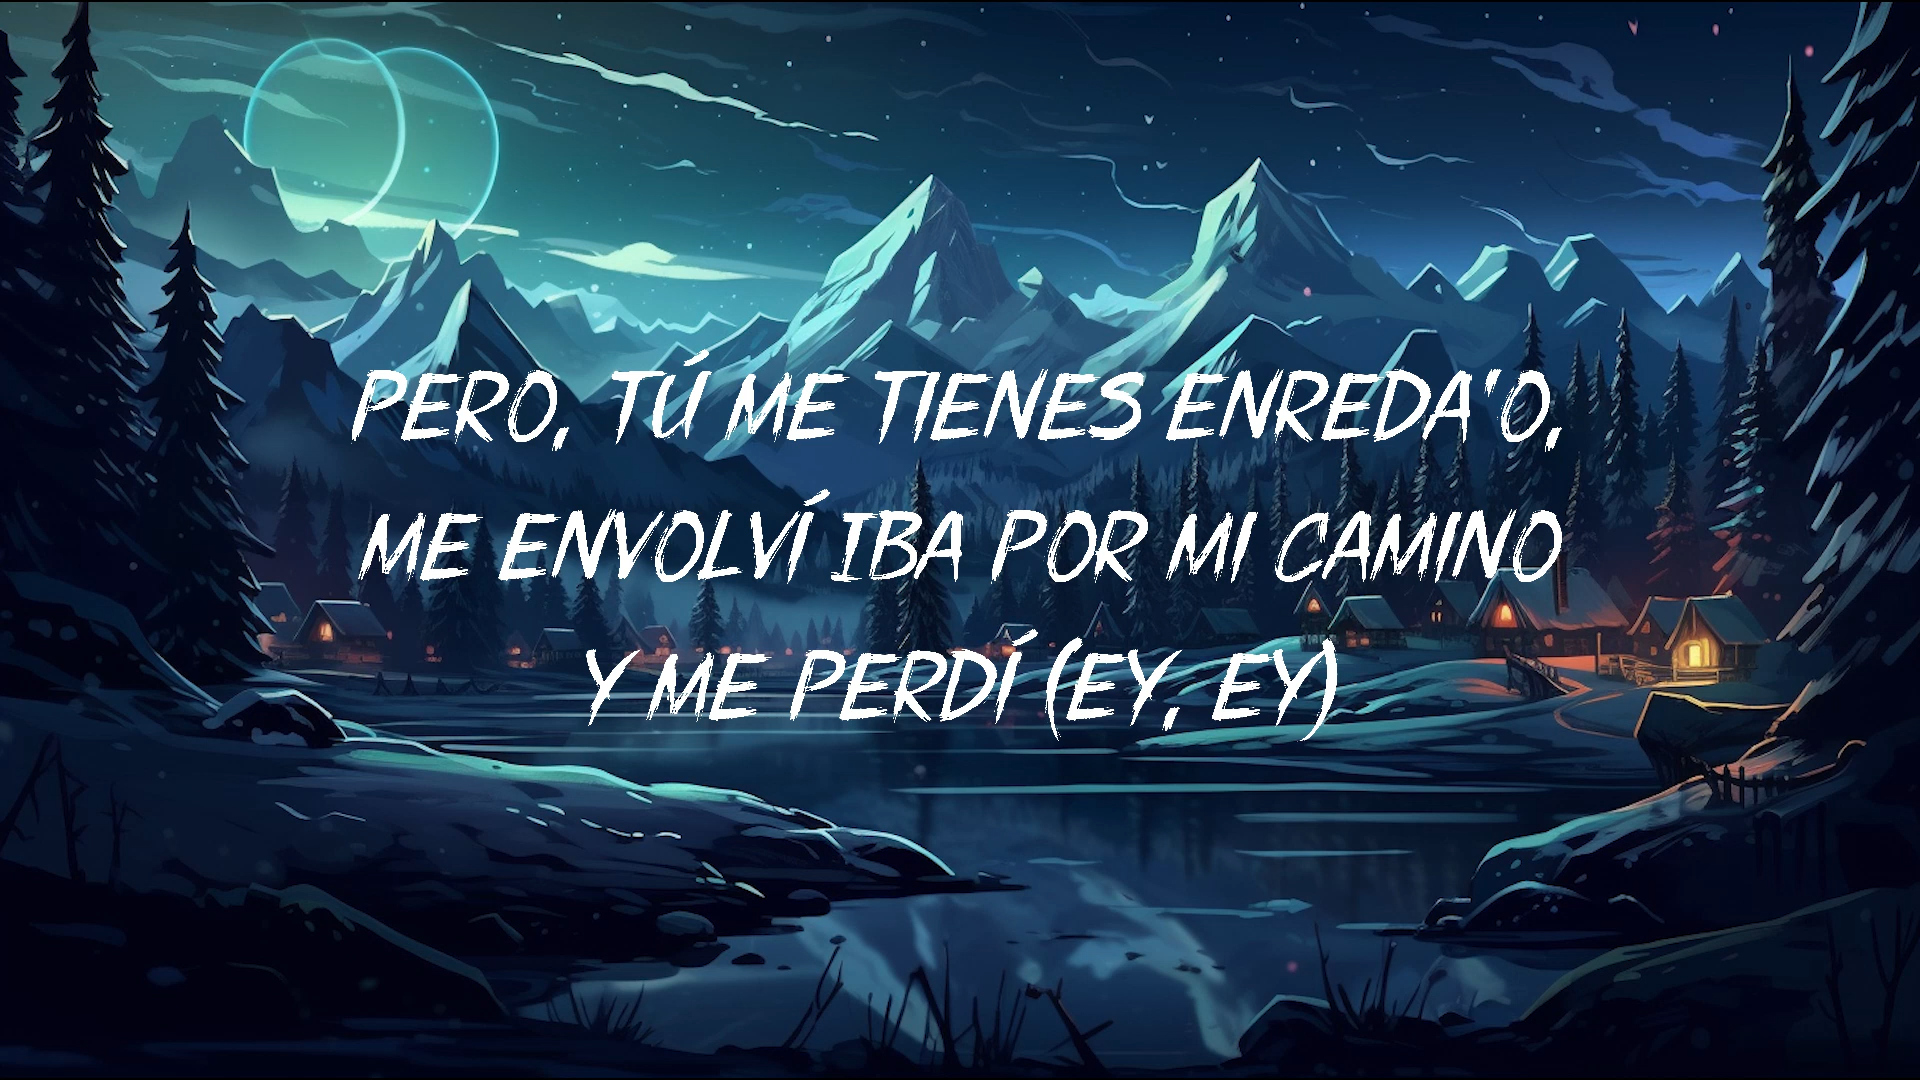 PERO, TÚ ME TIENES ENREDA'O,
ME ENVOLVÍ IBA POR MI CAMINO
Y ME PERDÍ (EY, EY)